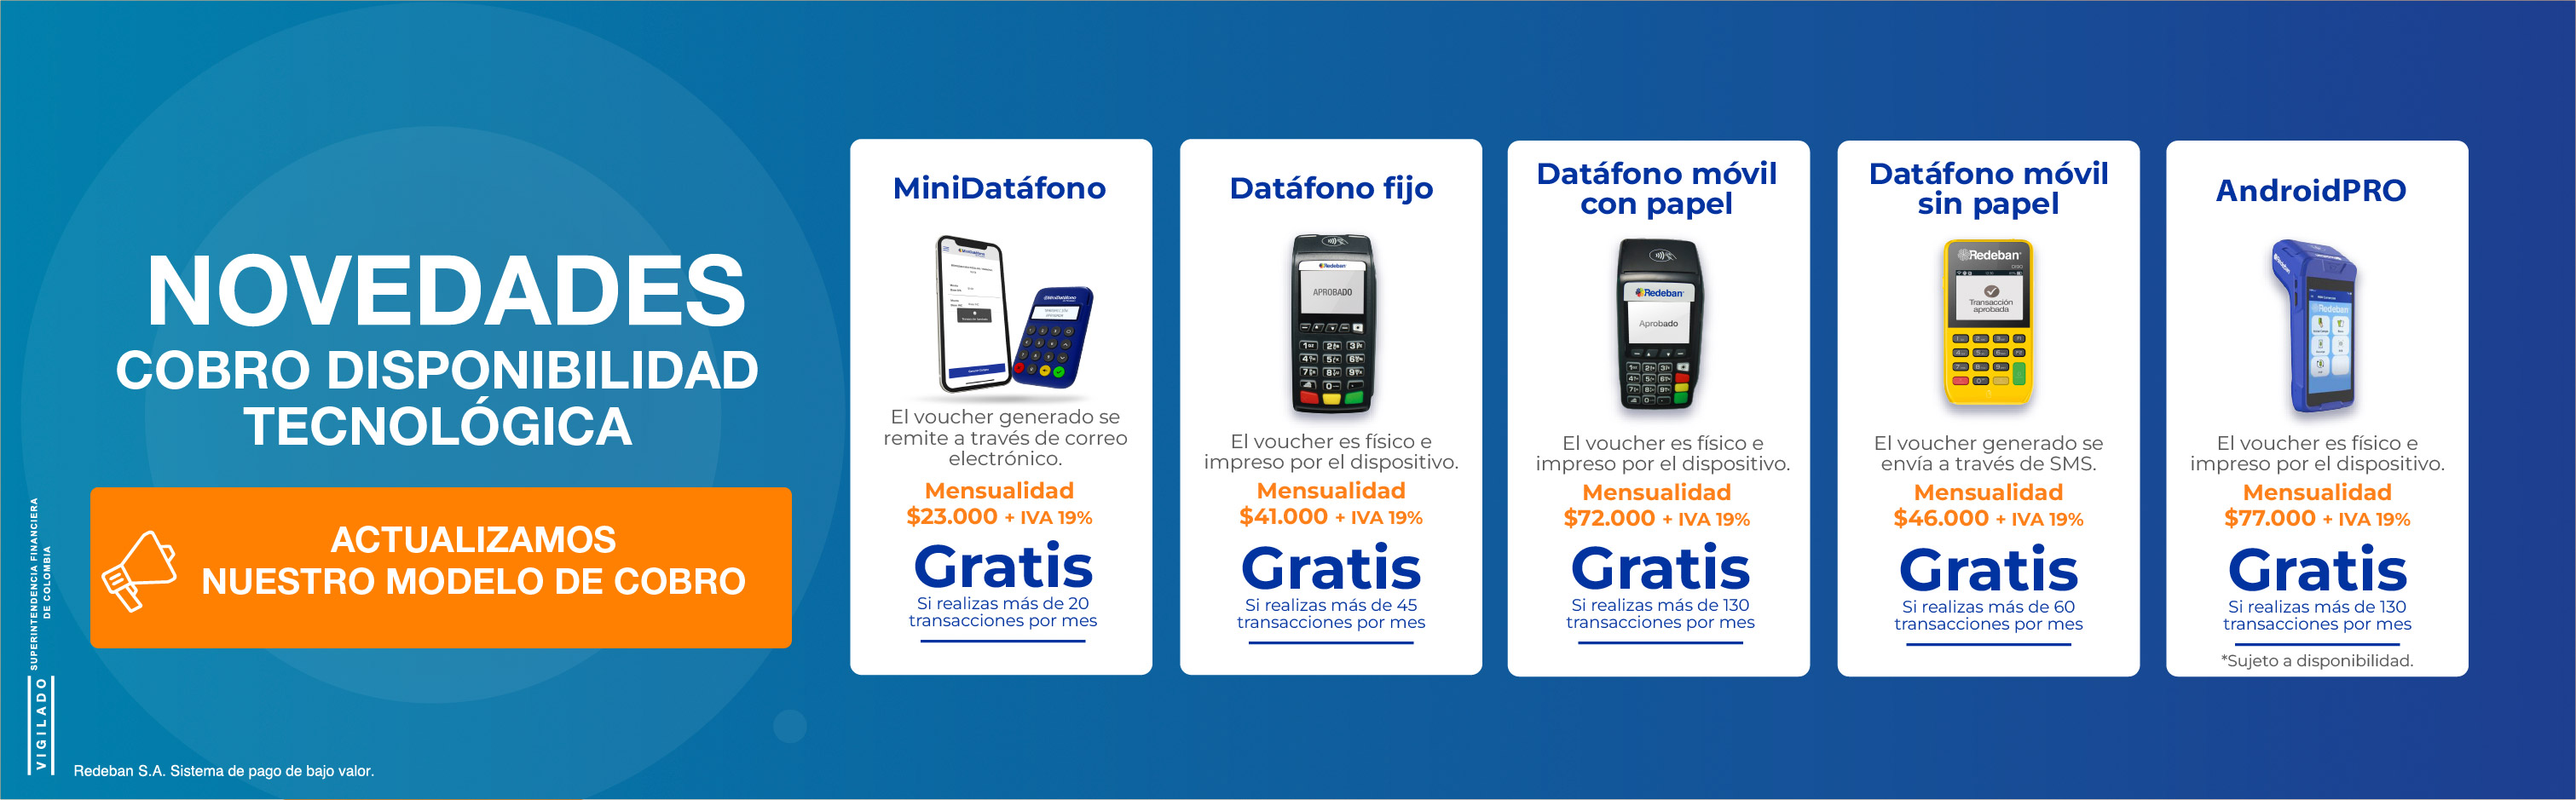 NOVEDADES
COBRO DISPONIBILIDAD
TECNOLÓGICA
ACTUALIZAMOS
NUESTRO MODELO DE COBRO
VIGILADO
SUPERINTENDENCIA FINANCIERA
DE COLOMBIA
Redeban S.A. Sistema de pago de bajo valor.
MiniDatáfono
El voucher generado se
remite a través de correo
electrónico.
Mensualidad
$23.000 + IVA 19%
Gratis
Si realizas más de 20
transacciones por mes
Datáfono fijo
Redeban
APROBADO
El voucher es físico e
impreso por el dispositivo.
Mensualidad
$41.000 + IVA 19%
Gratis
Si realizas más de 45
transacciones por mes
Datáfono móvil
con papel
Redeban
Aprobado
El voucher es físico e
impreso por el dispositivo.
Mensualidad
$72.000 + IVA 19%
Gratis
Si realizas más de 130
transacciones por mes
Datáfono móvil
sin papel
Redeban
Transacción
aprobada
El voucher generado se
envía a través de SMS.
Mensualidad
$46.000 + IVA 19%
Gratis
Si realizas más de 60
transacciones por mes
AndroidPRO
Redeban
El voucher es físico e
impreso por el dispositivo.
Mensualidad
$77.000 + IVA 19%
Gratis
Si realizas más de 130
transacciones por mes
*Sujeto a disponibilidad.